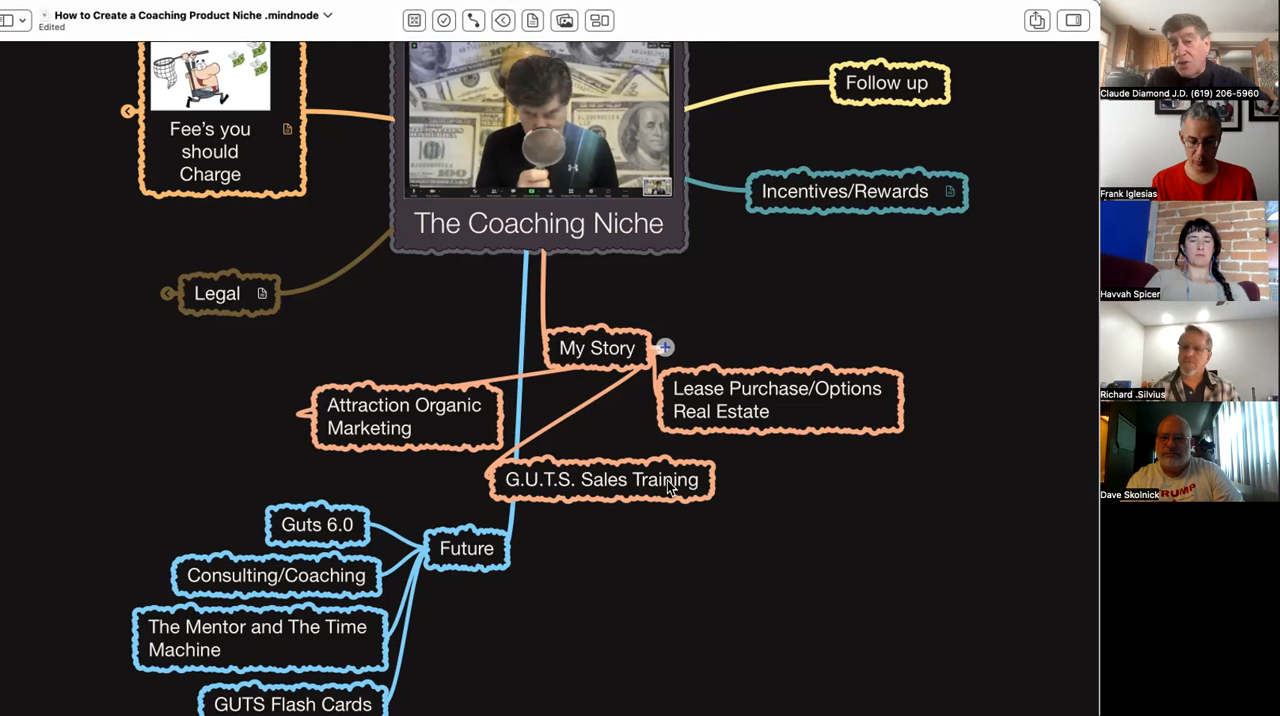 How to Create a Coaching Product Niche .mindnode
Edited
Fee's you
should
Charge
Follow up
Incentives/Rewards
The Coaching Niche
Legal
My Story
Lease Purchase/Options
Real Estate
Attraction Organic
Marketing
G.U.T.S. Sales Training
Guts 6.0
Future
Consulting/Coaching
The Mentor and The Time
Machine
GUTS Flash Cards
Claude Diamond J.D. (619) 206-5960
Frank Iglesias
Havvah Spicer
Richard .Silvius
Dave Skolnick
TRUMP